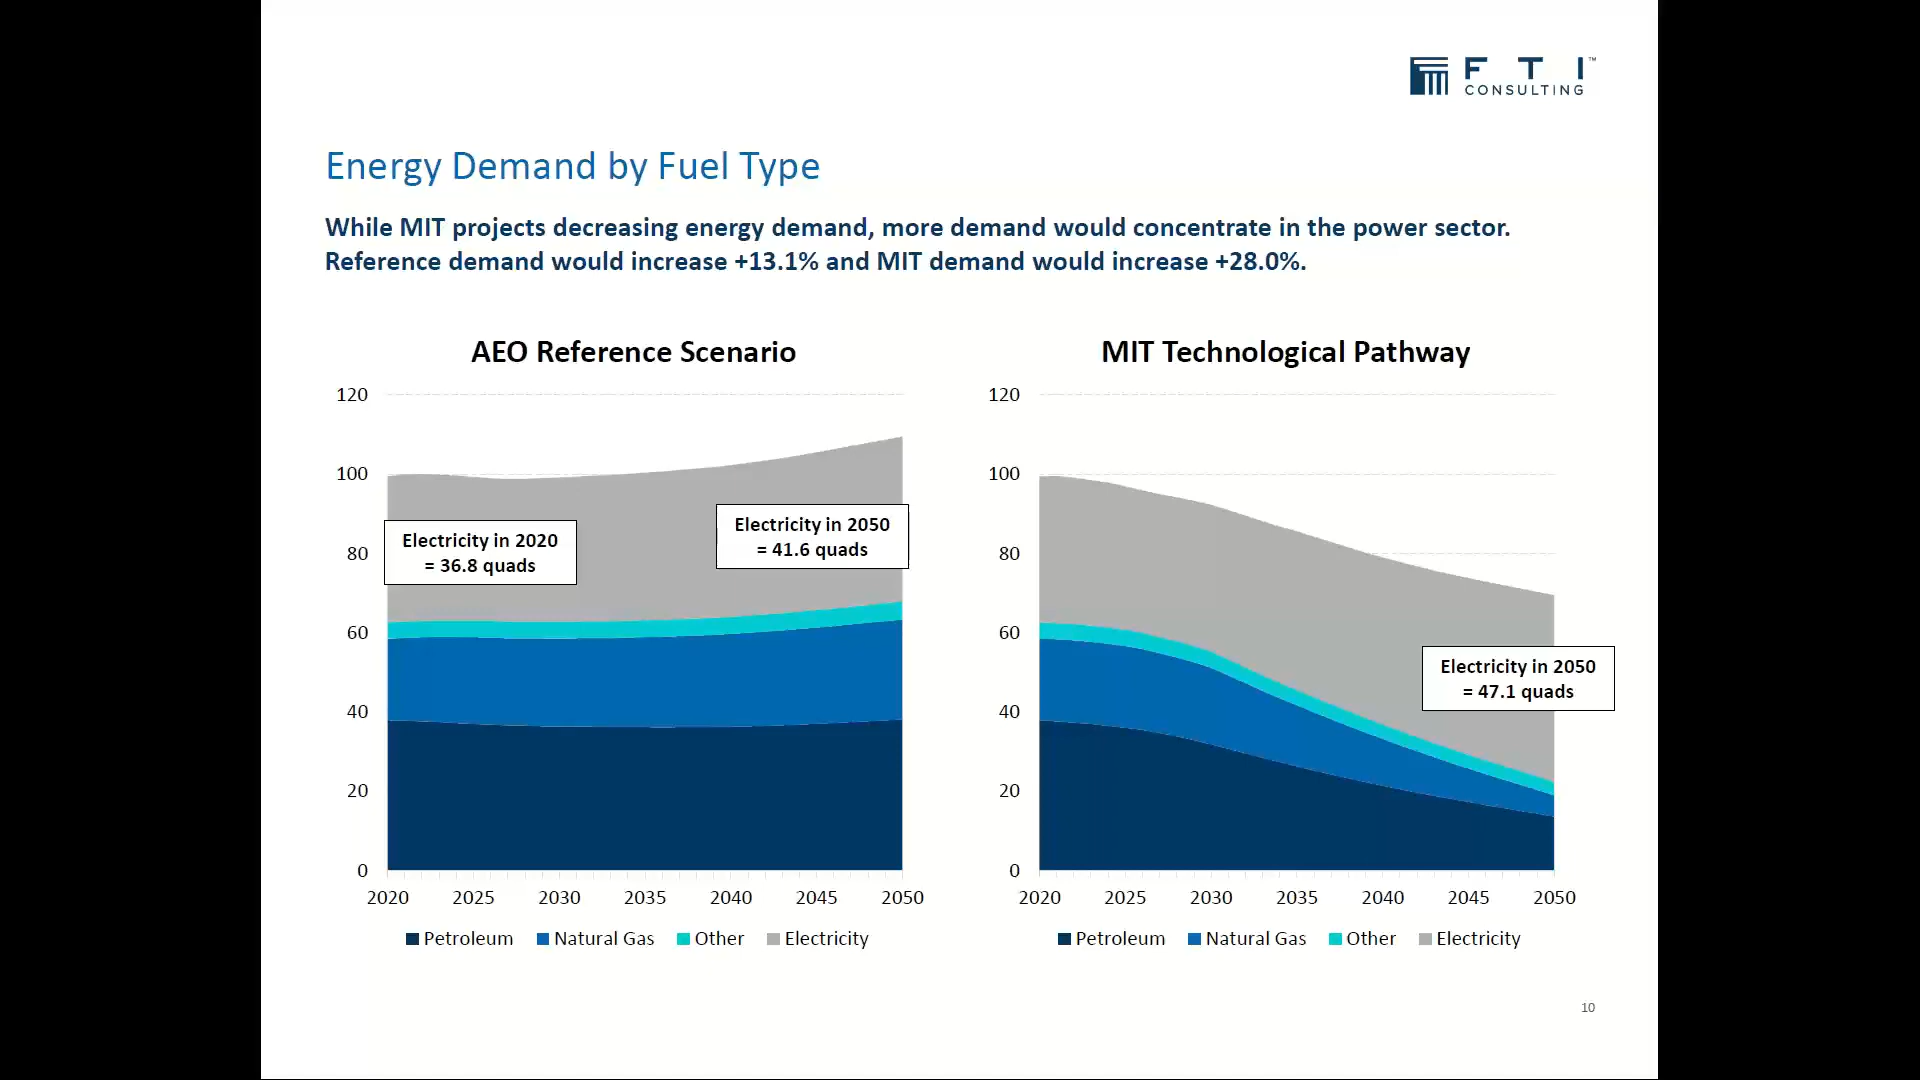 F T I ™
CONSULTING
Energy Demand by Fuel Type
While MIT projects decreasing energy demand, more demand would concentrate in the power sector.
Reference demand would increase +13.1% and MIT demand would increase +28.0%.
AEO Reference Scenario
120
100
80
60
40
20
0
Electricity in 2020
= 36.8 quads
Electricity in 2050
= 41.6 quads
2020 2025 2030 2035 2040 2045 2050
Petroleum Natural Gas Other Electricity
MIT Technological Pathway
120
100
80
60
40
20
0
Electricity in 2050
= 47.1 quads
2020 2025 2030 2035 2040 2045 2050
Petroleum Natural Gas Other Electricity
10